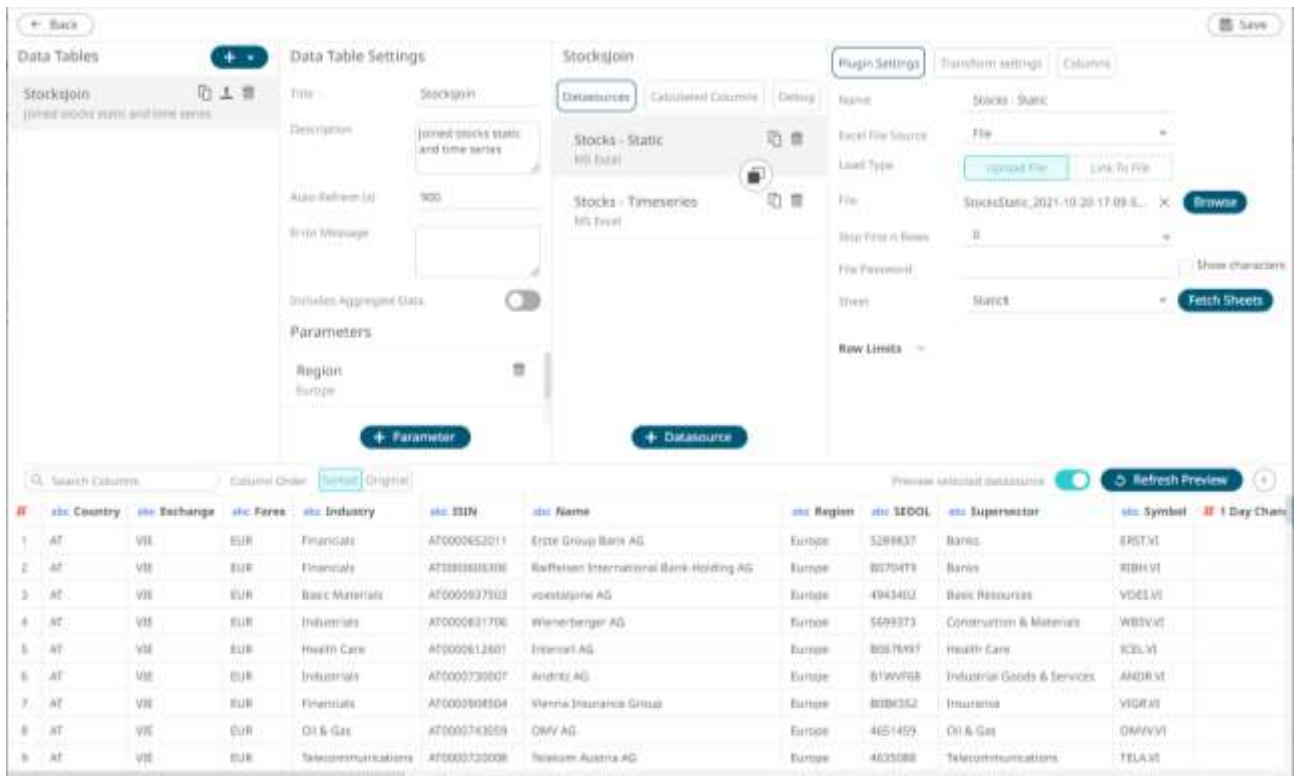 ← Back
Save
Data Tables
StocksJoin
Joined stocks static and time series
Data Table Settings
Title StocksJoin
Description Joined stocks static
and time series
Auto Refresh (s) 900
Error Message
Includes Aggregate Data
Parameters
Region
Europe
+ Parameter
StocksJoin
Datasources Calculated Columns Debug
Stocks - Static
MS Excel
Stocks - Timeseries
MS Excel
+ Datasource
Plugin Settings Transform settings Columns
Name Stocks - Static
Excel File Source File
Load Type Upload File Link To File
File StocksStatic_2021-10-20-17-09-5... × Browse
Skip First n Rows 0
File Password Show characters
Sheet Static$ Fetch Sheets
Row Limits
Search Columns Column Order Sorted Original Preview selected datasource Refresh Preview
# abc Country abc Exchange abc Forex abc Industry abc ISIN abc Name abc Region abc SEDOL abc Supersector abc Symbol # 1 Day Chan
1 AT VIE EUR Financials AT0000652011 Erste Group Bank AG Europe 5289837 Banks ERST.VI
2 AT VIE EUR Financials Raiffeisen International Bank-Holding AG Europe Banks RIBH.VI
3 AT VIE EUR Basic Materials AT0000937503 voestalpine AG Europe 4943402 Basic Resources VOES.VI
4 AT VIE EUR Industrials AT0000831706 Wienerberger AG Europe 5699373 Construction & Materials WBSV.VI
5 AT VIE EUR Health Care AT0000612601 Intercell AG Europe Health Care ICEL.VI
6 AT VIE EUR Industrials AT0000730007 Andritz AG Europe B1WVF68 Industrial Goods & Services ANDR.VI
7 AT VIE EUR Financials AT0000908504 Vienna Insurance Group Europe Insurance VIGR.VI
8 AT VIE EUR Oil & Gas AT0000743059 OMV AG Europe 4651459 Oil & Gas OMVV.VI
9 AT VIE EUR Telecommunications AT0000720008 Telekom Austria AG Europe 4635088 Telecommunications TELA.VI